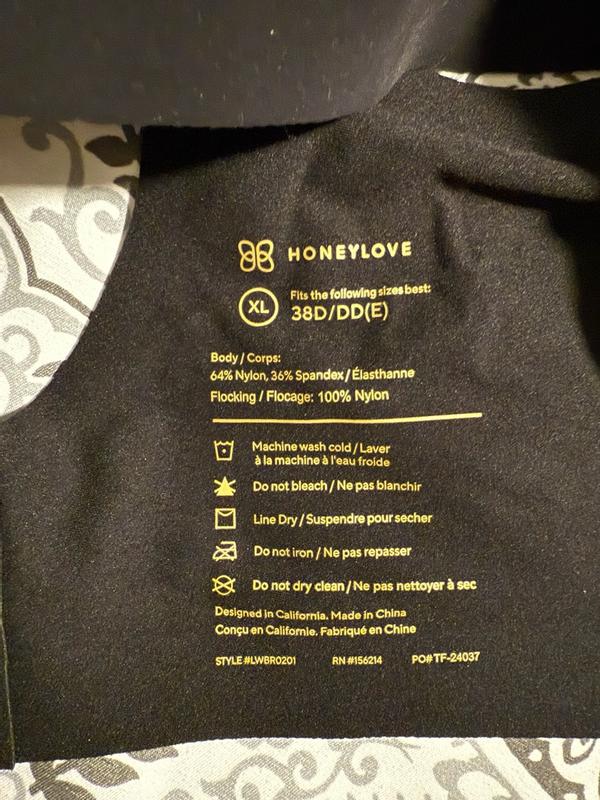 HONEYLOVE
XL
Fits the following sizes best:
38D/DD(E)
Body / Corps:
64% Nylon, 36% Spandex / Élasthanne
Flocking / Flocage: 100% Nylon
Machine wash cold / Laver
à la machine à l'eau froide
Do not bleach / Ne pas blanchir
Line Dry / Suspendre pour secher
Do not iron / Ne pas repasser
Do not dry clean / Ne pas nettoyer à sec
Designed in California. Made in China
Conçu en Californie. Fabriqué en Chine
STYLE #LWBR0201 RN #156214 PO# TF-24037